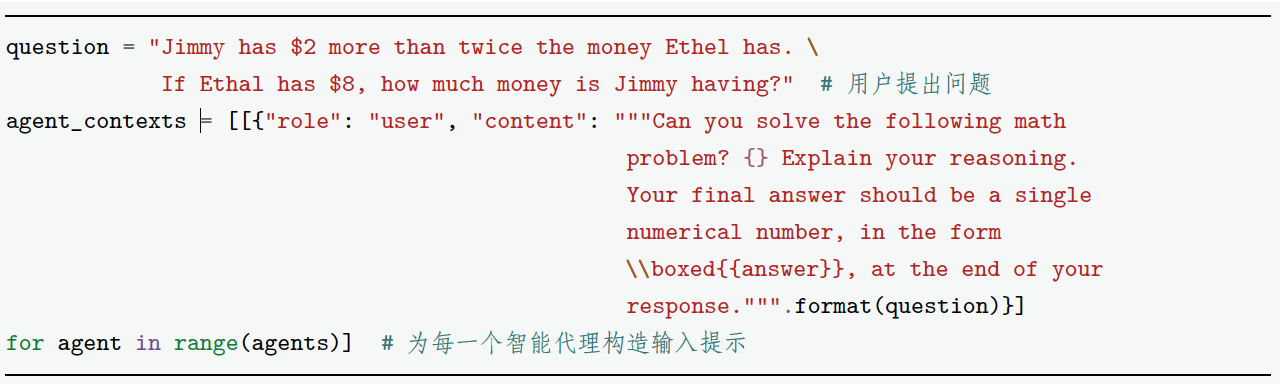 question = "Jimmy has $2 more than twice the money Ethel has. \
If Ethal has $8, how much money is Jimmy having?"  # 用户提出问题
agent_contexts = [[{"role": "user", "content": """Can you solve the following math
problem? {} Explain your reasoning.
Your final answer should be a single
numerical number, in the form
\\boxed{{answer}}, at the end of your
response.""".format(question)}]
for agent in range(agents)]  # 为每一个智能代理构造输入提示